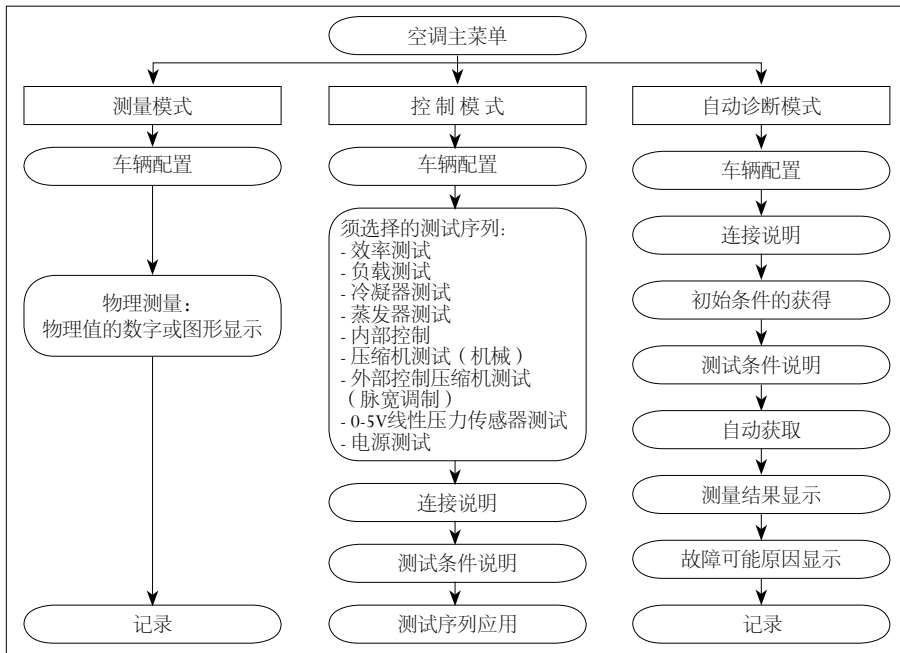 空调主菜单
测量模式
控 制 模 式
自动诊断模式
车辆配置
车辆配置
车辆配置
须选择的测试序列:
- 效率测试
- 负载测试
- 冷凝器测试
- 蒸发器测试
- 内部控制
- 压缩机测试（机械）
- 外部控制压缩机测试
（脉宽调制）
- 0-5V线性压力传感器测试
- 电源测试
连接说明
物理测量：
物理值的数字或图形显示
初始条件的获得
测试条件说明
自动获取
连接说明
测量结果显示
测试条件说明
故障可能原因显示
记录
测试序列应用
记录